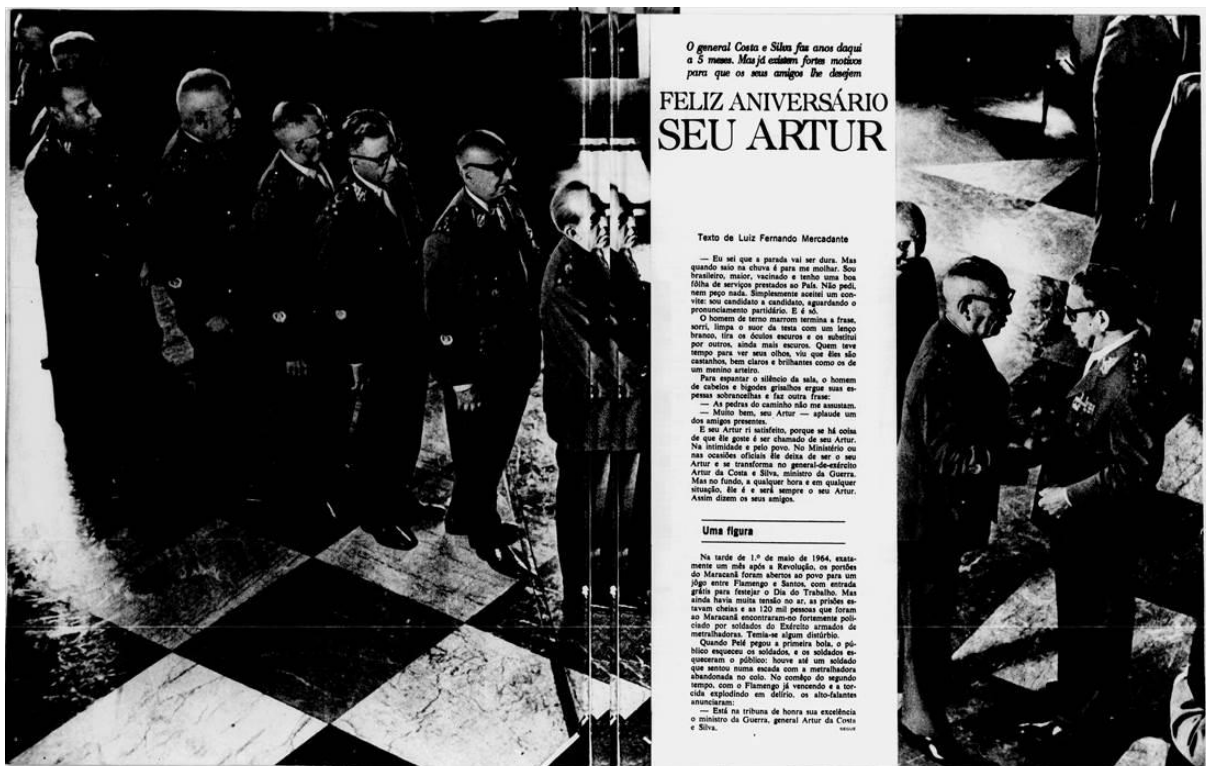 O general Costa e Silva faz anos daqui
a 5 meses. Mas já existem fortes motivos
para que os seus amigos lhe desejem
FELIZ ANIVERSÁRIO
SEU ARTUR
Texto de Luiz Fernando Mercadante
— Eu sei que a parada vai ser dura. Mas
quando saio na chuva é para me molhar. Sou
brasileiro, maior, vacinado e tenho uma boa
fôlha de serviços prestados ao País. Não pedi,
nem peço nada. Simplesmente aceitei um con-
vite: sou candidato a candidato, aguardando o
pronunciamento partidário. E é só.
O homem de terno marrom termina a frase,
sorri, limpa o suor da testa com um lenço
branco, tira os óculos escuros e os substitui
por outros, ainda mais escuros. Quem teve
tempo para ver seus olhos, viu que êles são
castanhos, bem claros e brilhantes como os de
um menino arteiro.
Para espantar o silêncio da sala, o homem
de cabelos e bigodes grisalhos ergue suas es-
pessas sobrancelhas e faz outra frase:
— As pedras do caminho não me assustam.
— Muito bem, seu Artur — aplaude um
dos amigos presentes.
E seu Artur ri satisfeito, porque se há coisa
de que êle goste é ser chamado de seu Artur.
Na intimidade e pelo povo. No Ministério ou
nas ocasiões oficiais êle deixa de ser o seu
Artur e se transforma no general-de-exército
Artur da Costa e Silva, ministro da Guerra.
Mas no fundo, a qualquer hora e em qualquer
situação, êle é e será sempre o seu Artur.
Assim dizem os seus amigos.
Uma figura
Na tarde de 1.º de maio de 1964, exata-
mente um mês após a Revolução, os portões
do Maracanã foram abertos ao povo para um
jôgo entre Flamengo e Santos, com entrada
grátis para festejar o Dia do Trabalho. Mas
ainda havia muita tensão no ar, as prisões es-
tavam cheias e as 120 mil pessoas que foram
ao Maracanã encontraram-no fortemente poli-
ciado por soldados do Exército armados de
metralhadoras. Temia-se algum distúrbio.
Quando Pelé pegou a primeira bola, o pú-
blico esqueceu os soldados, e os soldados es-
queceram o público: houve até um soldado
que sentou numa escada com a metralhadora
abandonada no colo. No comêço do segundo
tempo, com o Flamengo já vencendo e a tor-
cida explodindo em delírio, os alto-falantes
anunciaram:
— Está na tribuna de honra sua excelência
o ministro da Guerra, general Artur da Costa
e Silva.
SEGUE